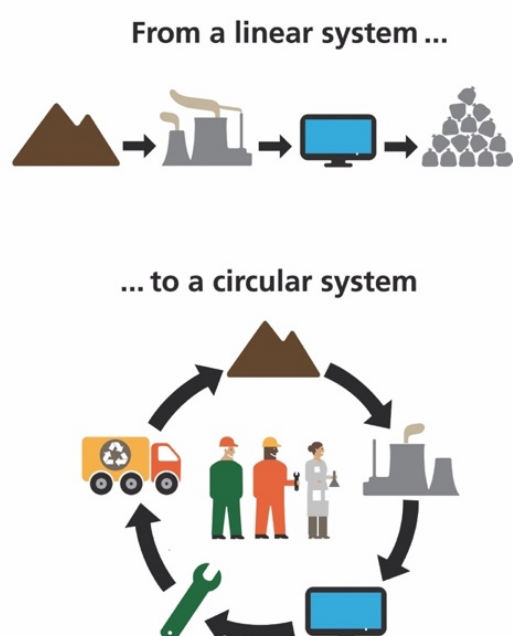 From a linear system ...
... to a circular system